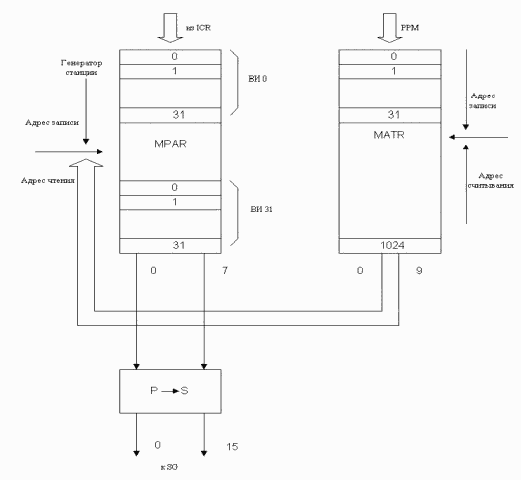 из ICR
PPM
0
0
1
1
ВИ 0
Генератор
станции
Адрес
записи
31
31
Адрес записи
MPAR
MATR
Адрес чтения
Адрес
считывания
0
1
ВИ 31
31
1024
0
7
0
9
P
S
0
15
к SG